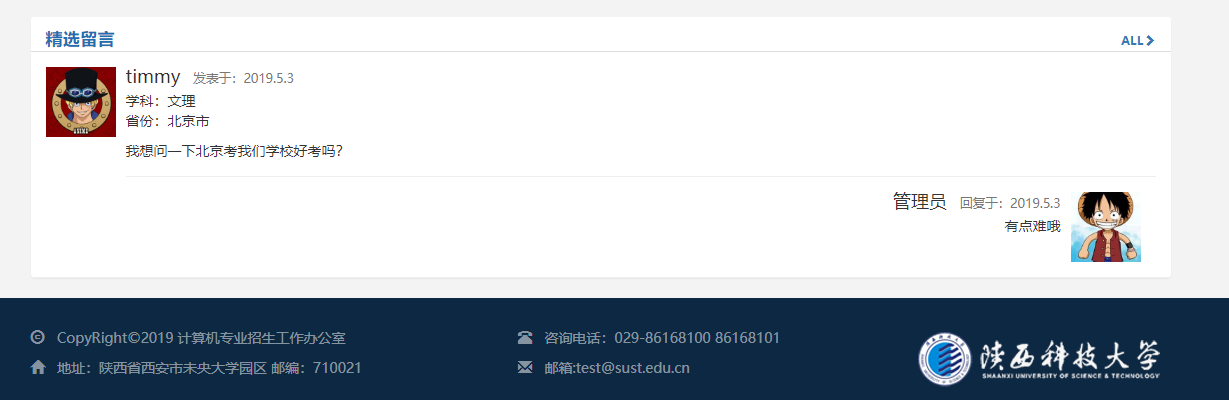 精选留言
ALL
timmy 发表于：2019.5.3
学科：文理
省份：北京市
我想问一下北京考我们学校好考吗?
管理员 回复于：2019.5.3
有点难哦
CopyRight©2019 计算机专业招生工作办公室
咨询电话：029-86168100 86168101
地址：陕西省西安市未央大学园区 邮编：710021
邮箱:test@sust.edu.cn
陕西科技大学
SHAANXI UNIVERSITY OF SCIENCE & TECHNOLOGY